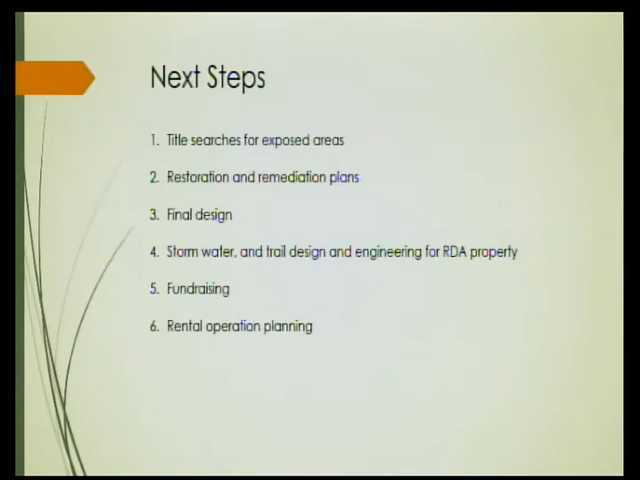 Next Steps
1. Title searches for exposed areas
2. Restoration and remediation plans
3. Final design
4. Storm water, and trail design and engineering for RDA property
5. Fundraising
6. Rental operation planning